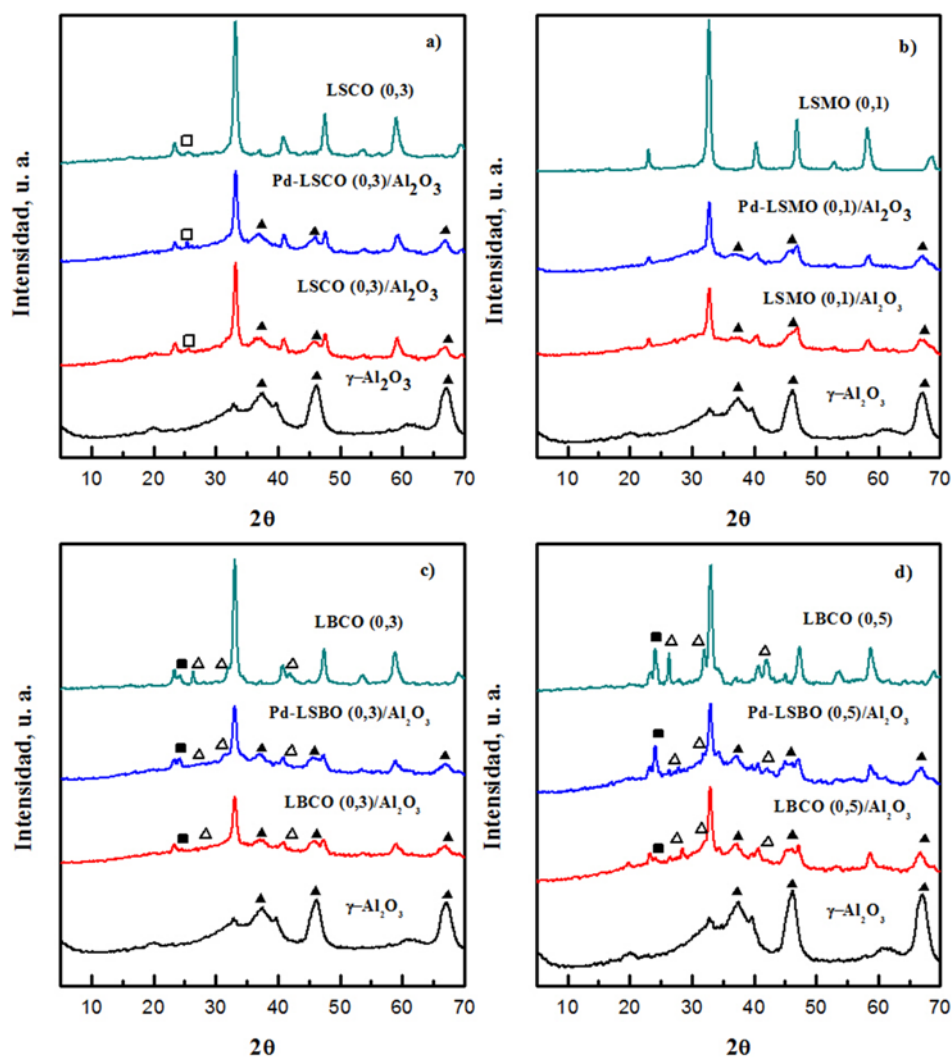 a)
LSCO (0,3)
Pd-LSCO (0,3)/Al₂O₃
LSCO (0,3)/Al₂O₃
γ–Al₂O₃
Intensidad, u. a.
10 20 30 40 50 60 70
2θ
b)
LSMO (0,1)
Pd-LSMO (0,1)/Al₂O₃
LSMO (0,1)/Al₂O₃
γ–Al₂O₃
Intensidad, u. a.
10 20 30 40 50 60 70
2θ
c)
LBCO (0,3)
Pd-LSBO (0,3)/Al₂O₃
LBCO (0,3)/Al₂O₃
γ–Al₂O₃
Intensidad, u. a.
10 20 30 40 50 60 70
2θ
d)
LBCO (0,5)
Pd-LSBO (0,5)/Al₂O₃
LBCO (0,5)/Al₂O₃
γ–Al₂O₃
Intensidad, u. a.
10 20 30 40 50 60 70
2θ